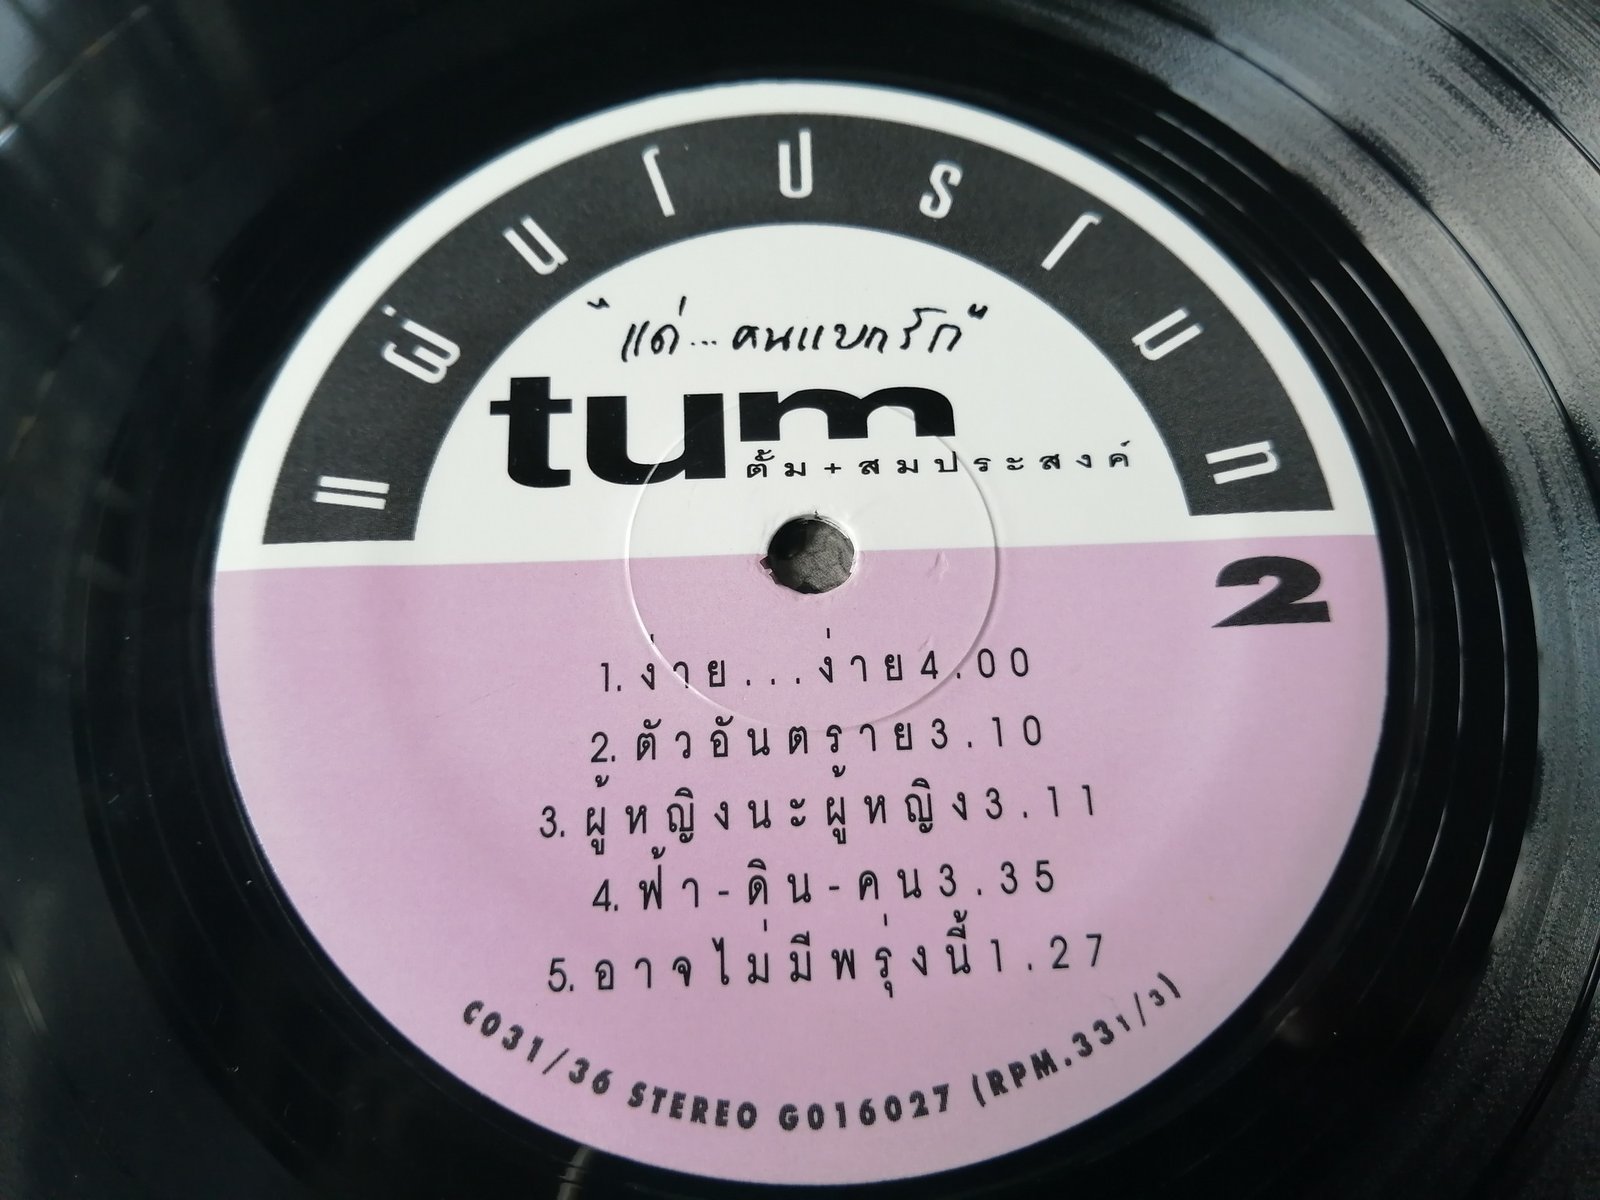 แผ่นโปรโมท
"แด่...คนแบกรัก"
tum
ตั้ม+สมประสงค์
2
1. ง่าย...ง่าย4.00
2. ตัวอันตราย3.10
3. ผู้หญิงนะผู้หญิง3.11
4. ฟ้า-ดิน-คน3.35
5. อาจไม่มีพรุ่งนี้1.27
C031/36 STEREO G016027 (RPM.33 1/3)